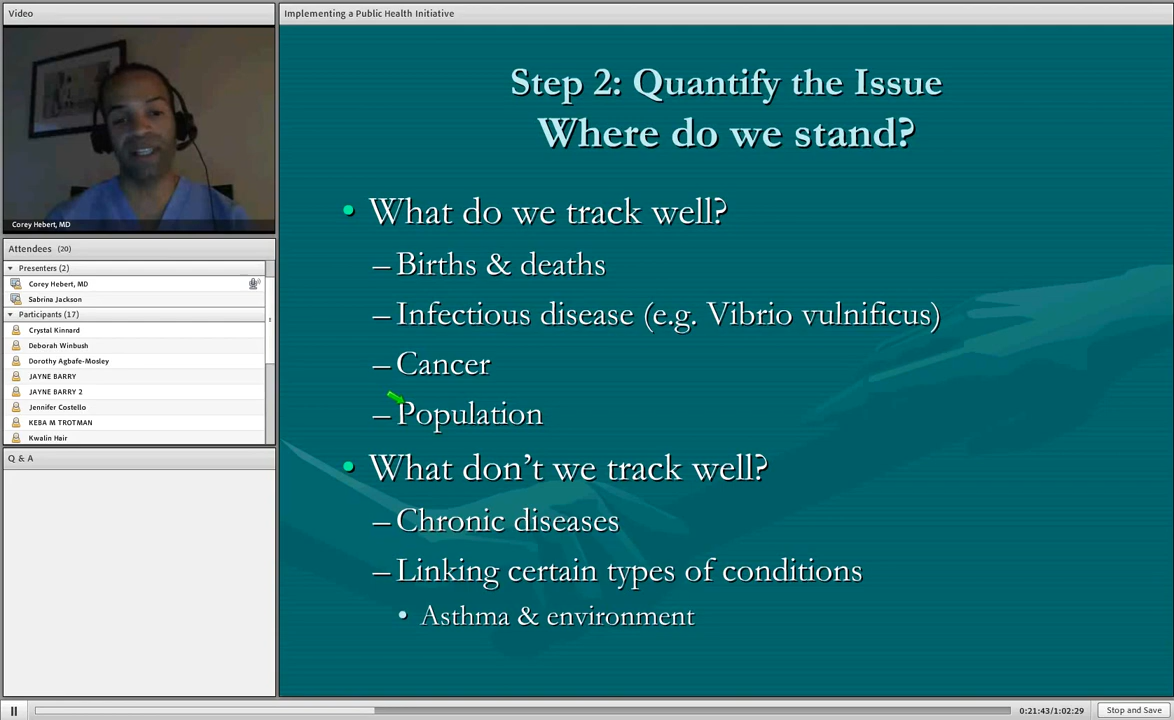 Video
Corey Hebert, MD
Attendees (20)
Presenters (2)
Corey Hebert, MD
Sabrina Jackson
Participants (17)
Crystal Kinnard
Deborah Winbush
Dorothy Agbafe-Mosley
JAYNE BARRY
JAYNE BARRY 2
Jennifer Costello
KEBA M TROTMAN
Kwalin Hair
Q & A
Implementing a Public Health Initiative
Step 2: Quantify the Issue
Where do we stand?
• What do we track well?
– Births & deaths
– Infectious disease (e.g. Vibrio vulnificus)
– Cancer
– Population
• What don’t we track well?
– Chronic diseases
– Linking certain types of conditions
• Asthma & environment
0:21:43/1:02:29
Stop and Save